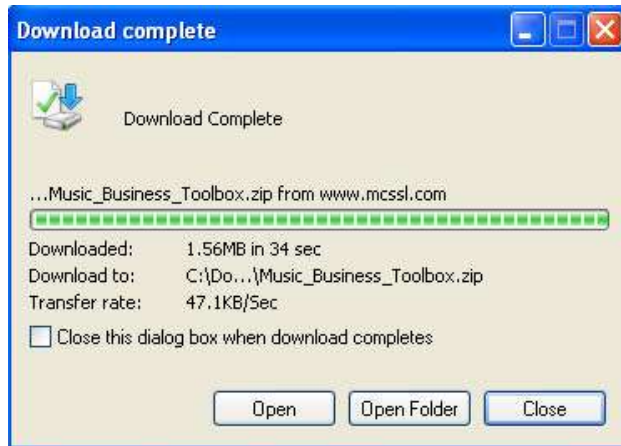 Download complete
Download Complete
...Music_Business_Toolbox.zip from www.mcssl.com
Downloaded: 1.56MB in 34 sec
Download to: C:\Do...\Music_Business_Toolbox.zip
Transfer rate: 47.1KB/Sec
Close this dialog box when download completes
Open Open Folder Close